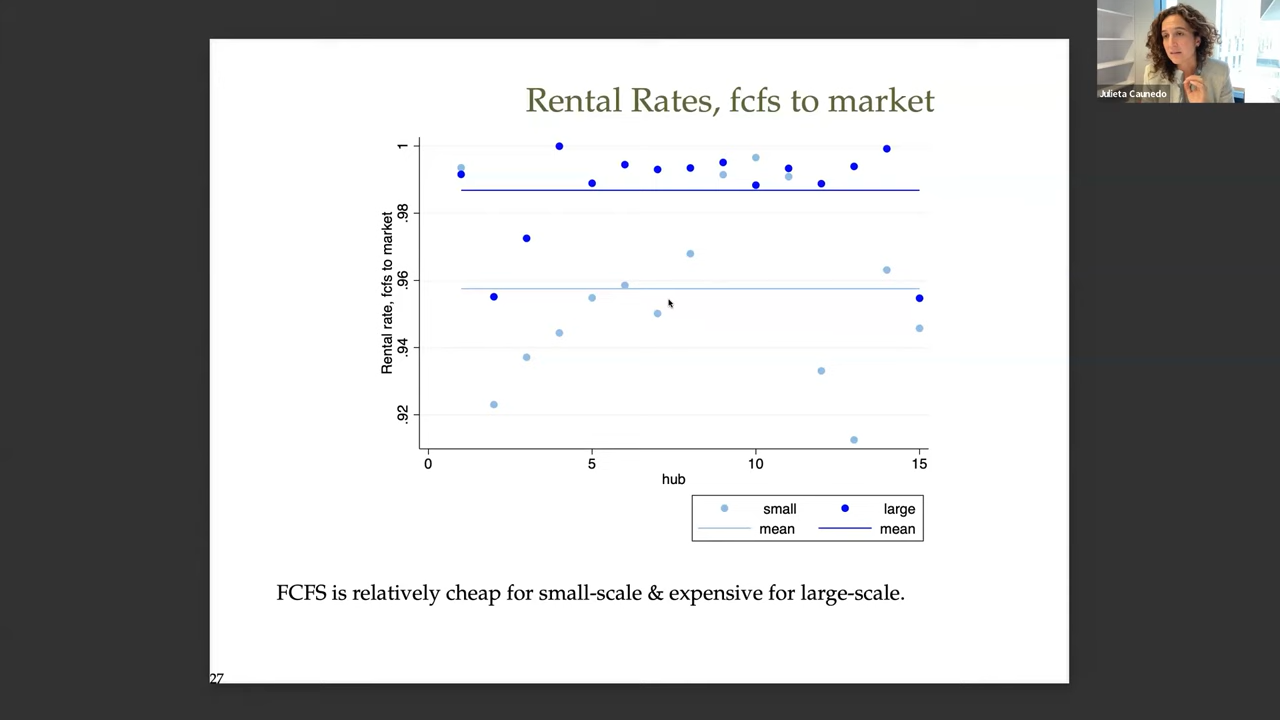 Julieta Caunedo
Rental Rates, fcfs to market
Rental rate, fcfs to market
1
.98
.96
.94
.92
0 5 10 15
hub
small large
mean mean
FCFS is relatively cheap for small-scale & expensive for large-scale.
27